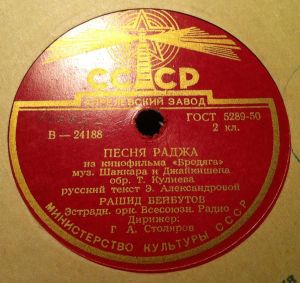 СССР
АПРЕЛЕВСКИЙ ЗАВОД
ГОСТ 5289-50
В — 24188
2 кл.
ПЕСНЯ РАДЖА
из кинофильма «Бродяга»
муз. Шанкара и Джайкишена
обр. Т. Кулиева
русский текст Э. Александровой
РАШИД БЕЙБУТОВ
Эстрадн. орк. Всесоюзн. Радио
Дирижер:
Г. А. Столяров
МИНИСТЕРСТВО КУЛЬТУРЫ СССР